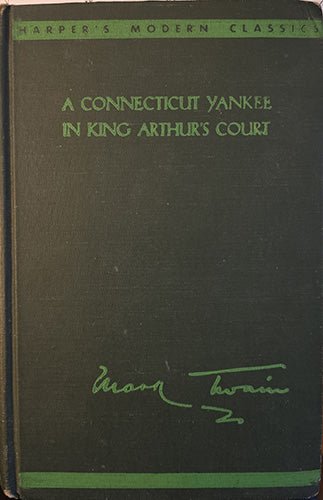 HARPER'S MODERN CLASSICS
A CONNECTICUT YANKEE
IN KING ARTHUR'S COURT
Mark Twain